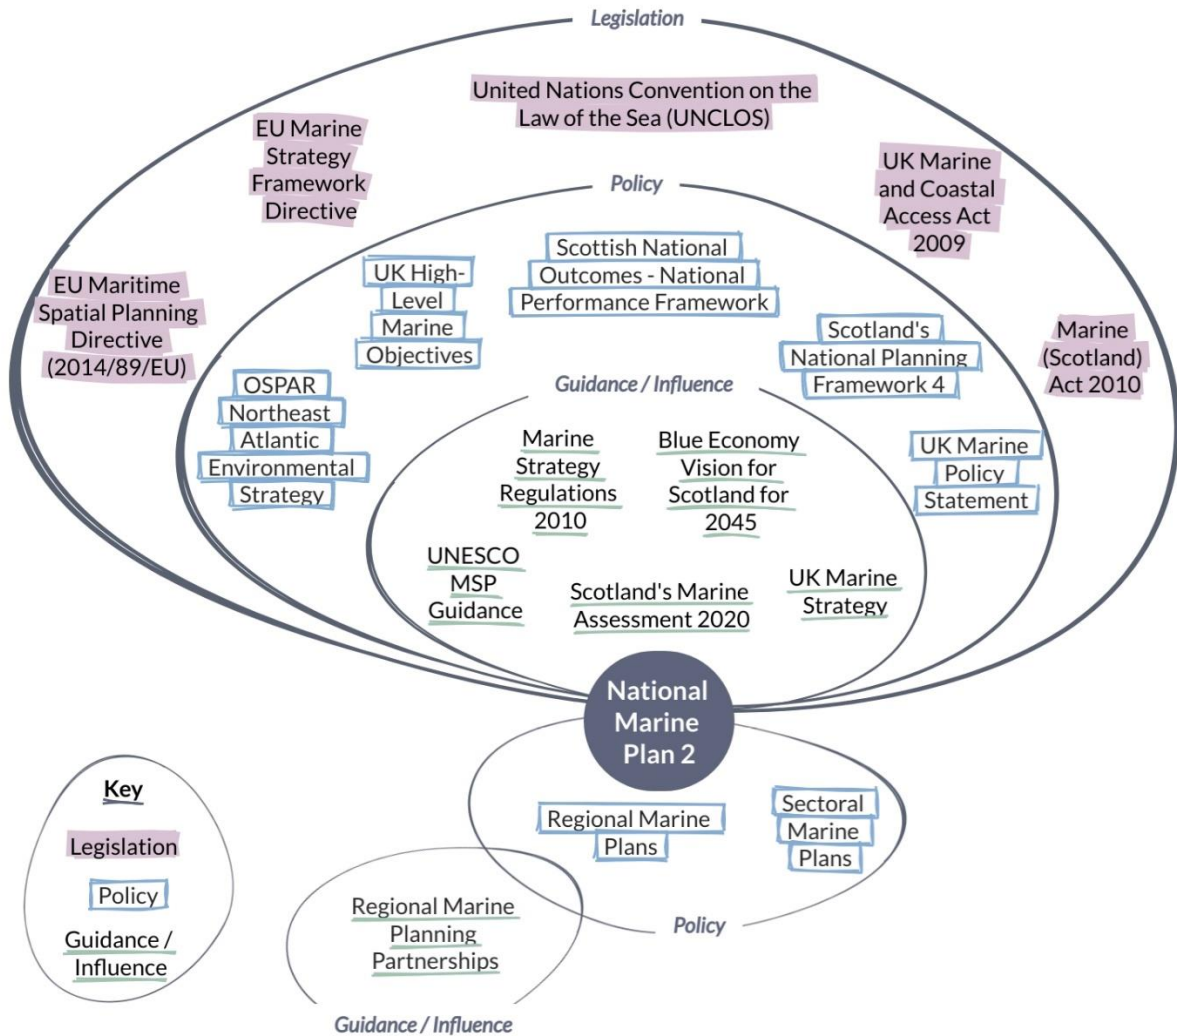 Legislation
United Nations Convention on the
Law of the Sea (UNCLOS)
EU Marine
Strategy
Framework
Directive
UK Marine
and Coastal
Access Act
2009
EU Maritime
Spatial Planning
Directive
(2014/89/EU)
Marine
(Scotland)
Act 2010
Policy
Scottish National
Outcomes - National
Performance Framework
UK High-
Level
Marine
Objectives
Scotland's
National Planning
Framework 4
OSPAR
Northeast
Atlantic
Environmental
Strategy
UK Marine
Policy
Statement
Guidance / Influence
Marine
Strategy
Regulations
2010
Blue Economy
Vision for
Scotland for
2045
UNESCO
MSP
Guidance
Scotland's Marine
Assessment 2020
UK Marine
Strategy
National
Marine
Plan 2
Regional Marine
Plans
Sectoral
Marine
Plans
Policy
Regional Marine
Planning
Partnerships
Guidance / Influence
Key
Legislation
Policy
Guidance /
Influence